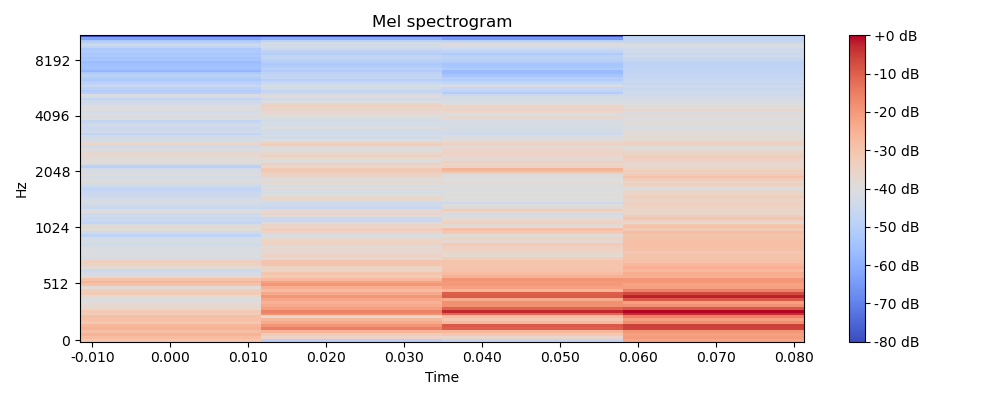 Mel spectrogram
Hz
8192
4096
2048
1024
512
0
-0.010 0.000 0.010 0.020 0.030 0.040 0.050 0.060 0.070 0.080
Time
+0 dB
-10 dB
-20 dB
-30 dB
-40 dB
-50 dB
-60 dB
-70 dB
-80 dB